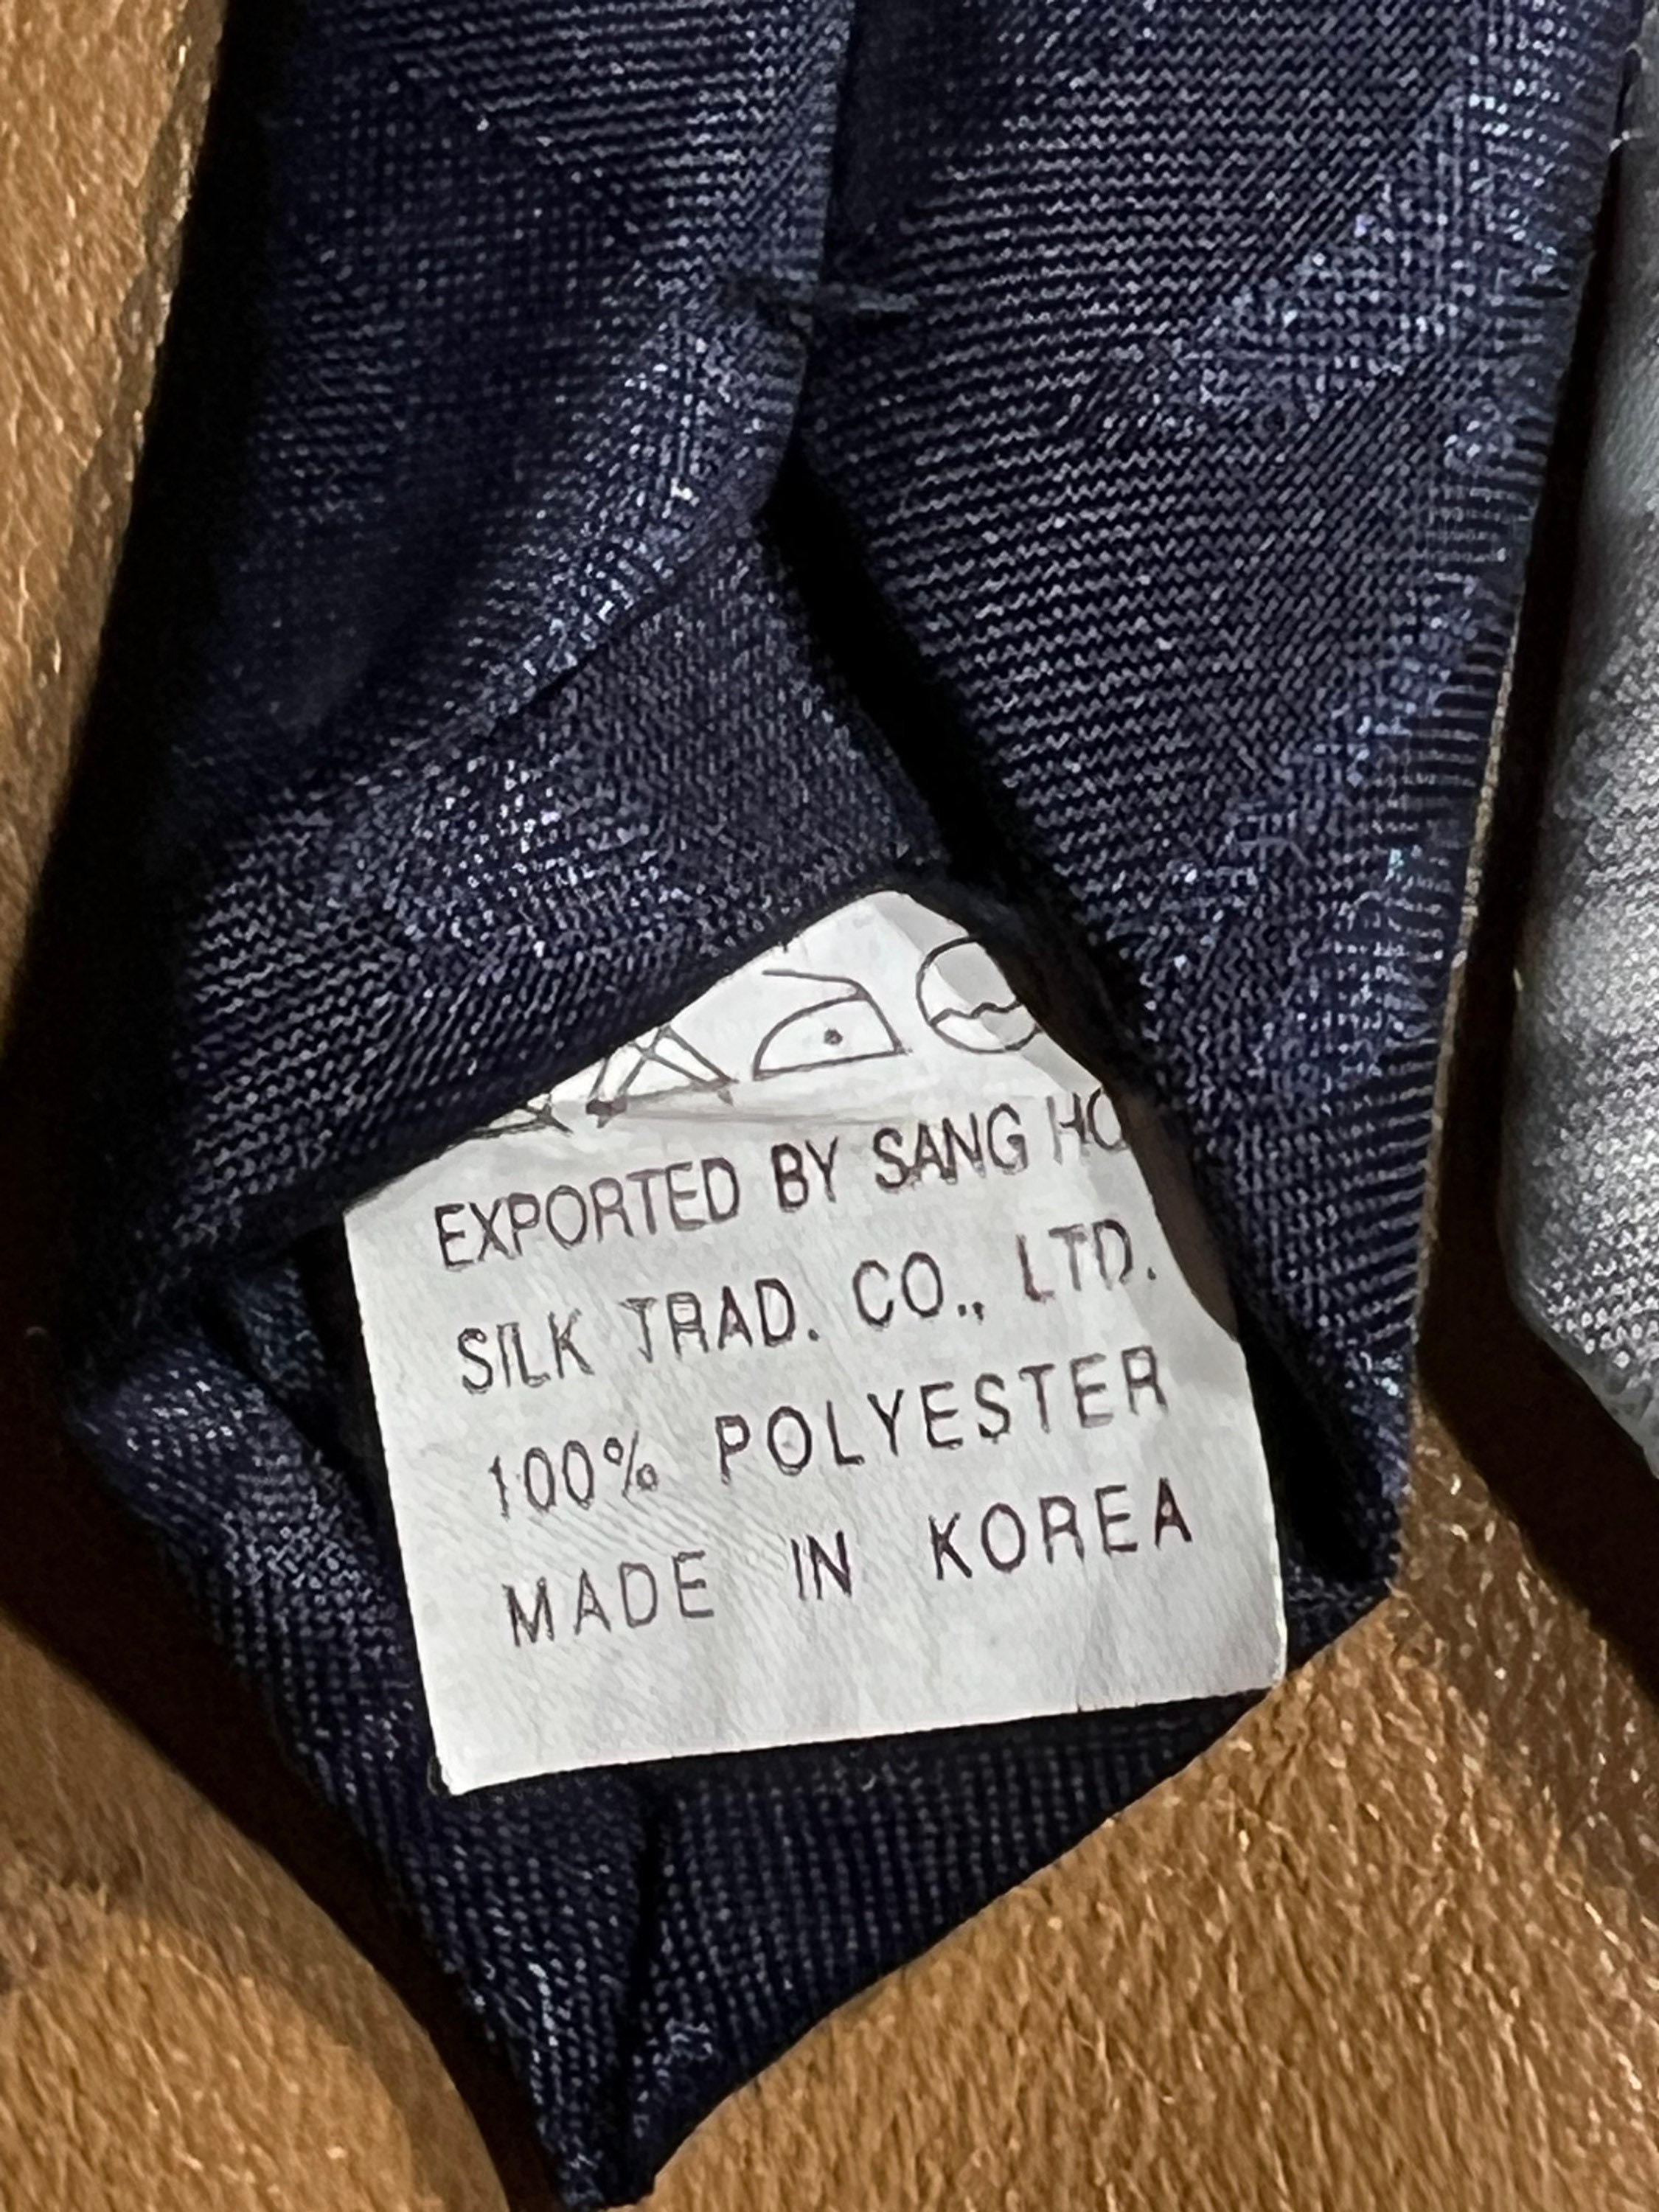 EXPORTED BY SANG
SILK TRAD. CO., LTD.
100% POLYESTER
MADE IN KOREA